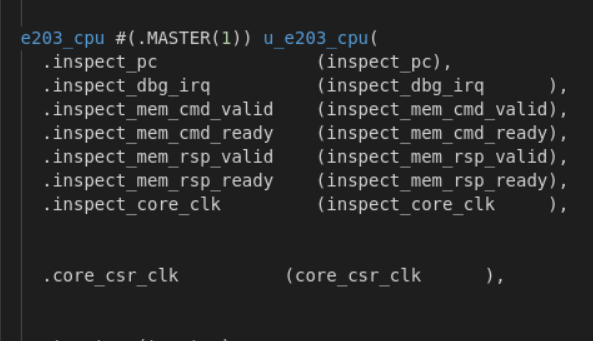 e203_cpu #(.MASTER(1)) u_e203_cpu(
  .inspect_pc               (inspect_pc),
  .inspect_dbg_irq          (inspect_dbg_irq      ),
  .inspect_mem_cmd_valid    (inspect_mem_cmd_valid),
  .inspect_mem_cmd_ready    (inspect_mem_cmd_ready),
  .inspect_mem_rsp_valid    (inspect_mem_rsp_valid),
  .inspect_mem_rsp_ready    (inspect_mem_rsp_ready),
  .inspect_core_clk         (inspect_core_clk     ),
  .core_csr_clk          (core_csr_clk      ),